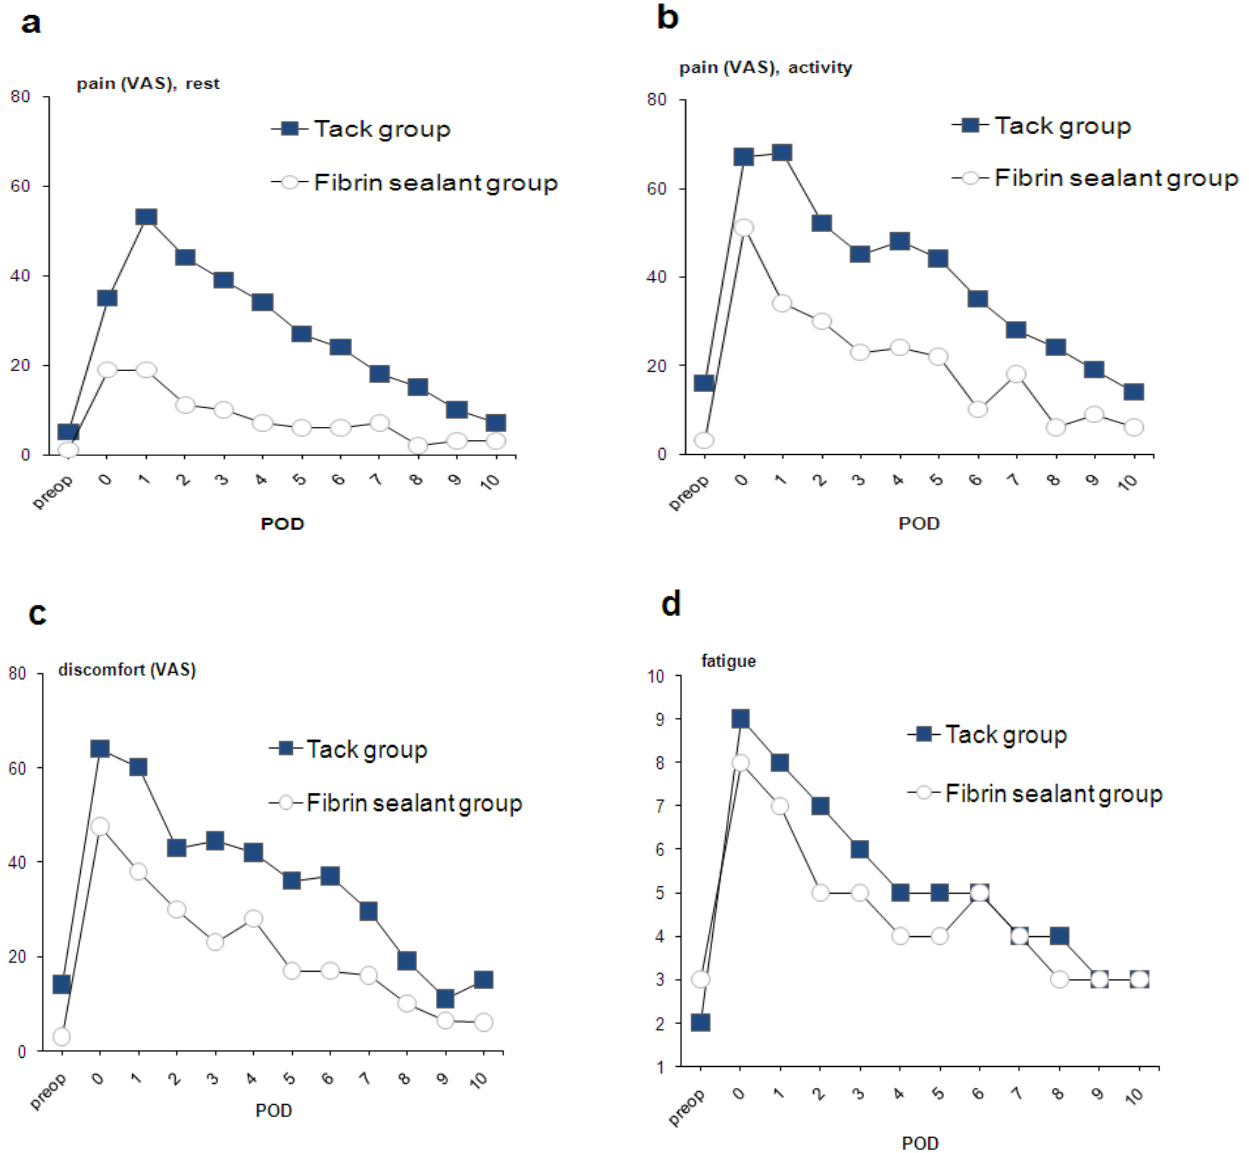 a
pain (VAS), rest
80
60
40
20
0
Tack group
Fibrin sealant group
preop 0 1 2 3 4 5 6 7 8 9 10
POD
b
pain (VAS), activity
80
60
40
20
0
Tack group
Fibrin sealant group
preop 0 1 2 3 4 5 6 7 8 9 10
POD
c
discomfort (VAS)
80
60
40
20
0
Tack group
Fibrin sealant group
preop 0 1 2 3 4 5 6 7 8 9 10
POD
d
fatigue
10
9
8
7
6
5
4
3
2
1
Tack group
Fibrin sealant group
preop 0 1 2 3 4 5 6 7 8 9 10
POD